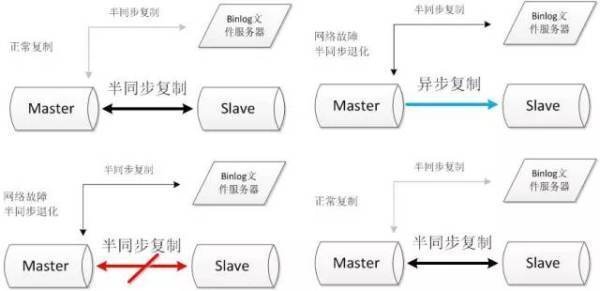 半同步复制
Binlog文
件服务器
正常复制
半同步复制
Master
Slave
半同步复制
Binlog文
件服务器
网络故障
半同步退化
异步复制
Master
Slave
半同步复制
Binlog文
件服务器
网络故障
半同步退化
半同步复制
Master
Slave
半同步复制
Binlog文
件服务器
正常复制
半同步复制
Master
Slave